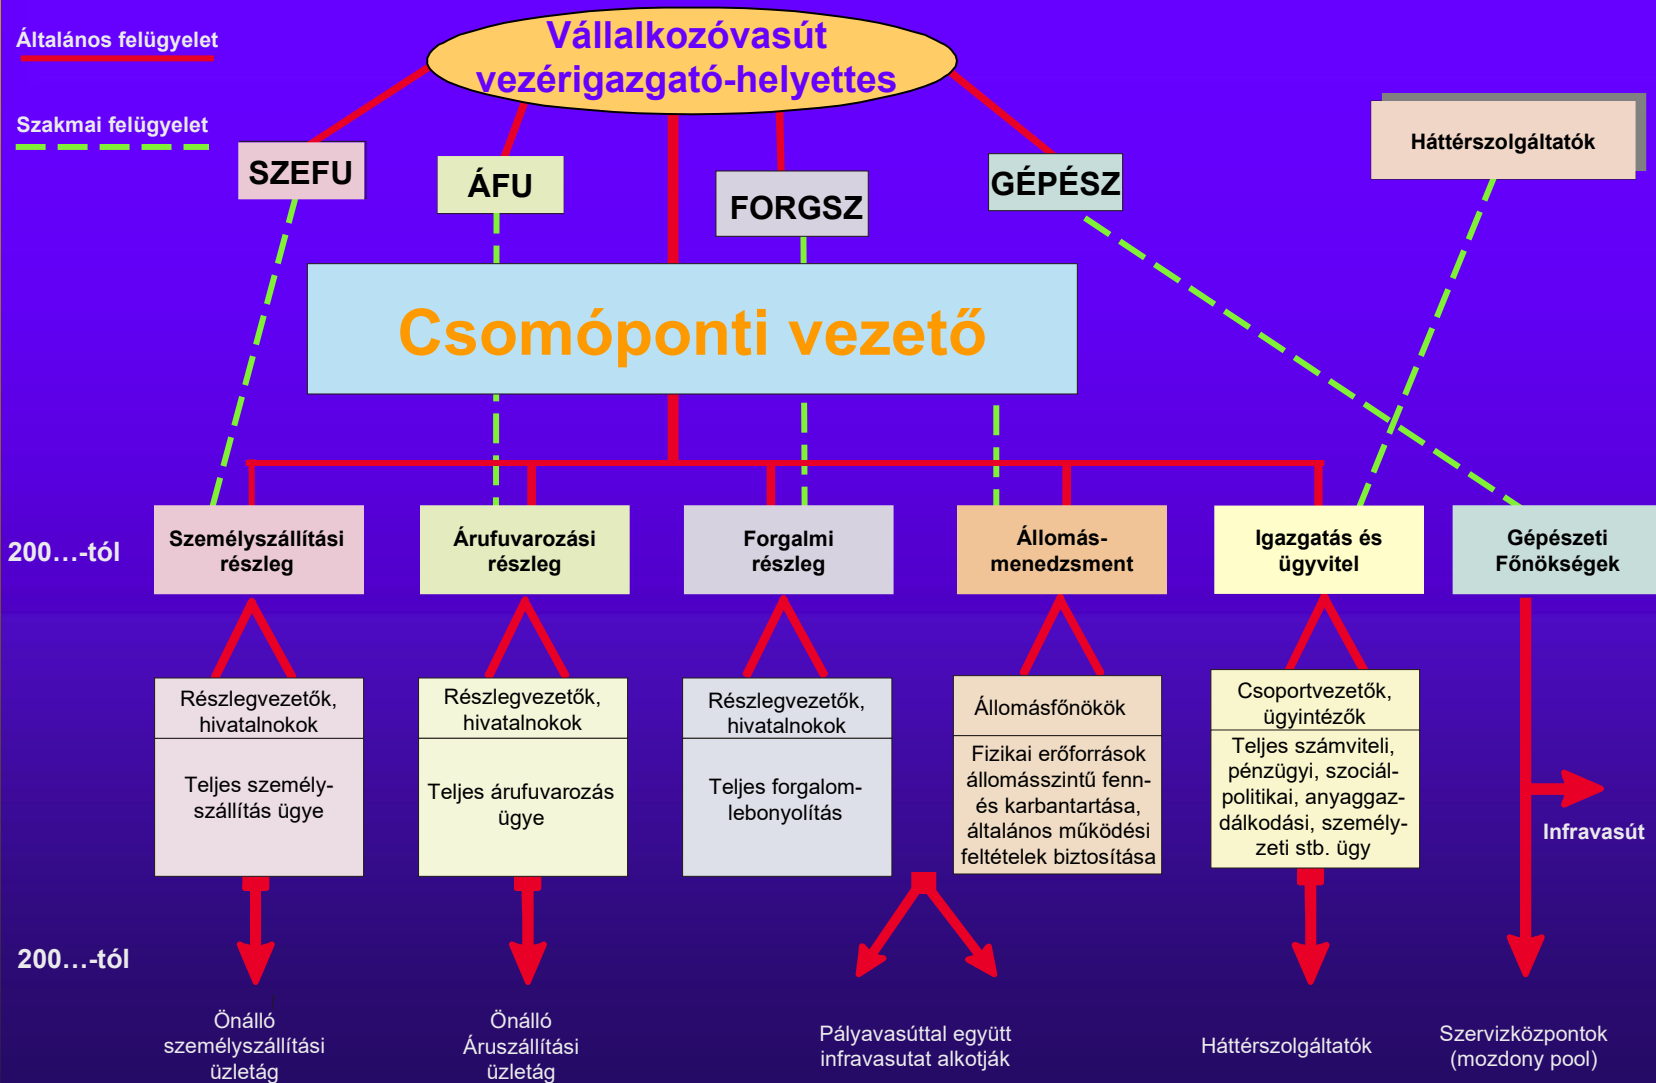 Általános felügyelet
Vállalkozóvasút
vezérigazgató-helyettes
Szakmai felügyelet
Háttérszolgáltatók
SZEFU
ÁFU
FORGSZ
GÉPÉSZ
Csomóponti vezető
200…-tól
Személyszállítási
részleg
Árufuvarozási
részleg
Forgalmi
részleg
Állomás-
menedzsment
Igazgatás és
ügyvitel
Gépészeti
Főnökségek
Részlegvezetők,
hivatalnokok
Teljes személy-
szállítás ügye
Részlegvezetők,
hivatalnokok
Teljes árufuvarozás
ügye
Részlegvezetők,
hivatalnokok
Teljes forgalom-
lebonyolítás
Állomásfőnökök
Fizikai erőforrások
állomásszintű fenn-
és karbantartása,
általános működési
feltételek biztosítása
Csoportvezetők,
ügyintézők
Teljes számviteli,
pénzügyi, szociál-
politikai, anyaggaz-
dálkodási, személy-
zeti stb. ügy
Infravasút
200…-tól
Önálló
személyszállítási
üzletág
Önálló
Áruszállítási
üzletág
Pályavasúttal együtt
infravasutat alkotják
Háttérszolgáltatók
Szervizközpontok
(mozdony pool)